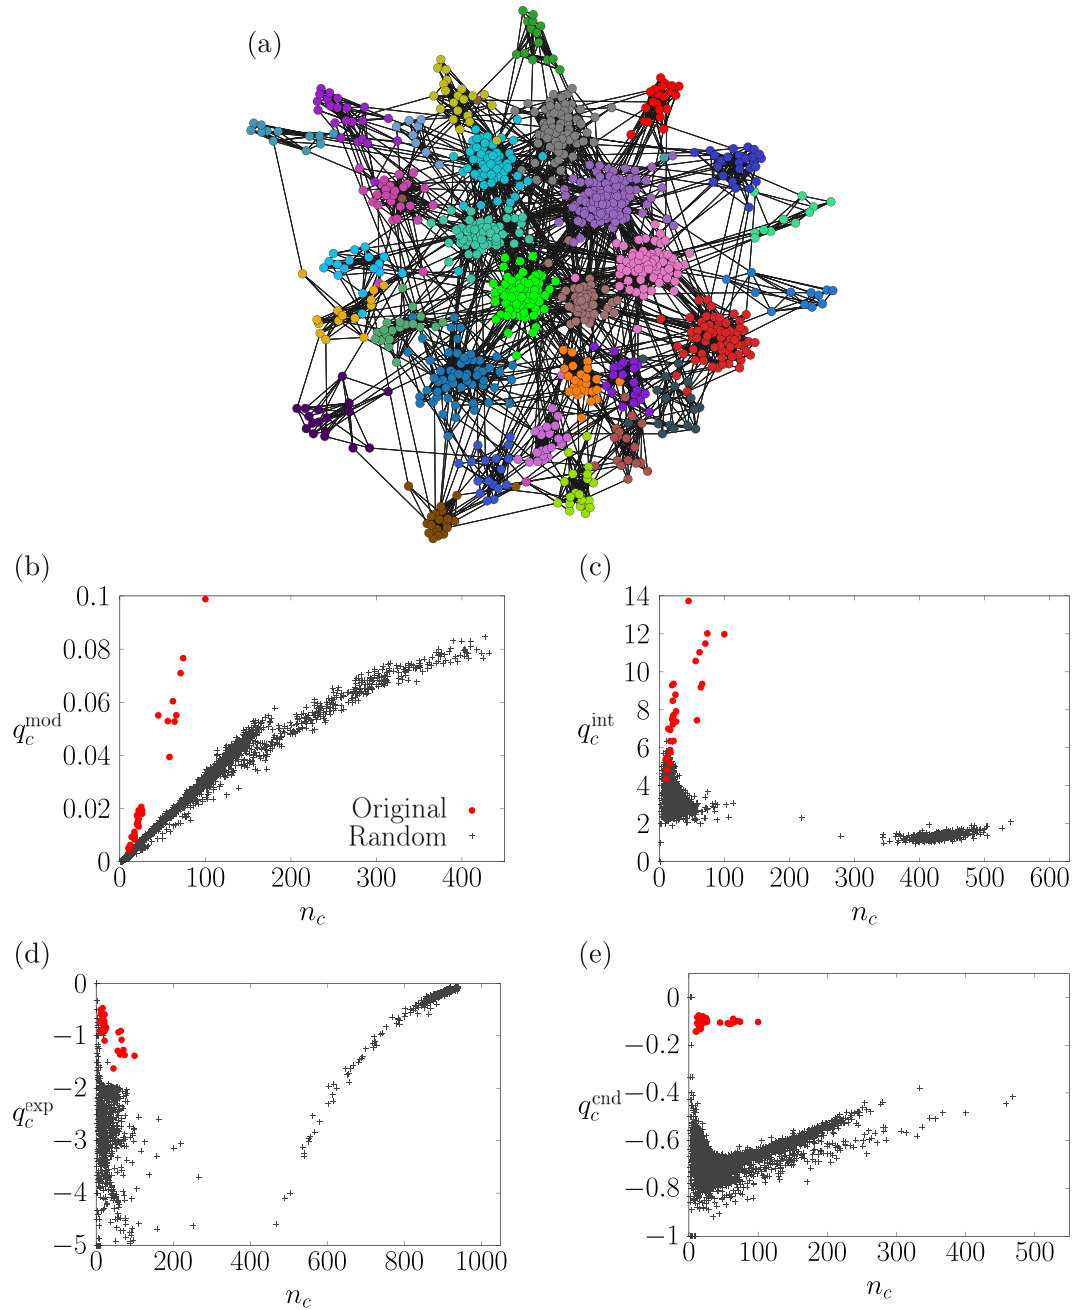 (a)
(b)
0.1
0.08
0.06
0.04
0.02
0
q_c^mod
Original
Random
0 100 200 300 400
n_c
(c)
14
12
10
8
6
4
2
0
q_c^int
0 100 200 300 400 500 600
n_c
(d)
0
−1
−2
−3
−4
−5
q_c^exp
0 200 400 600 800 1000
n_c
(e)
0
−0.2
−0.4
−0.6
−0.8
−1
q_c^cnd
0 100 200 300 400 500
n_c